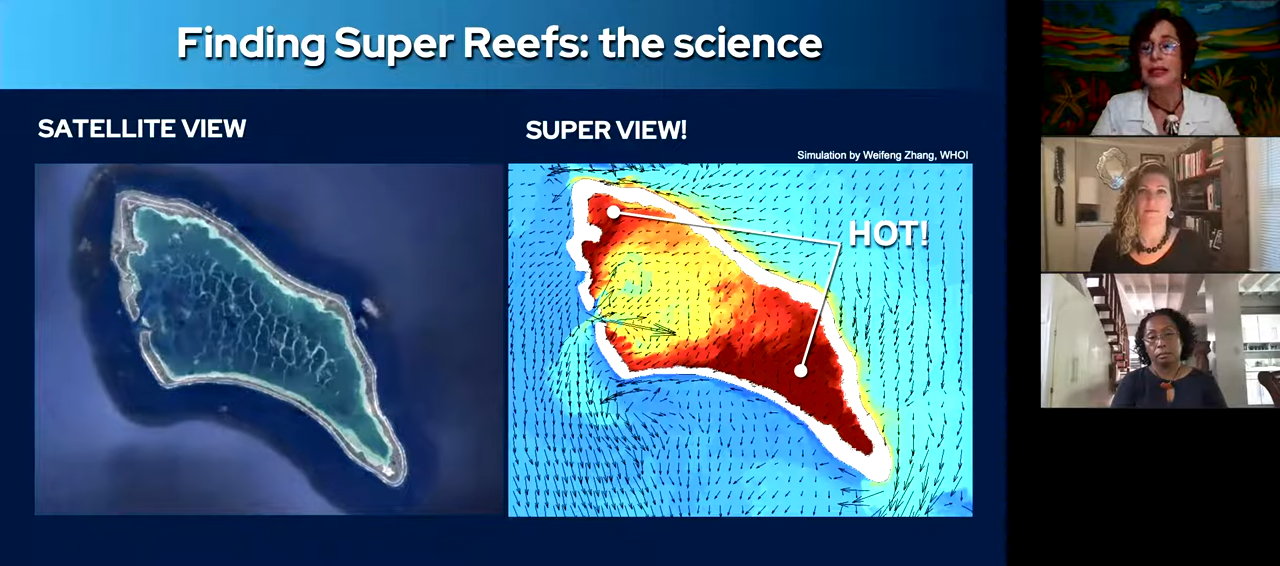 Finding Super Reefs: the science
SATELLITE VIEW
SUPER VIEW!
Simulation by Weifeng Zhang, WHOI
HOT!